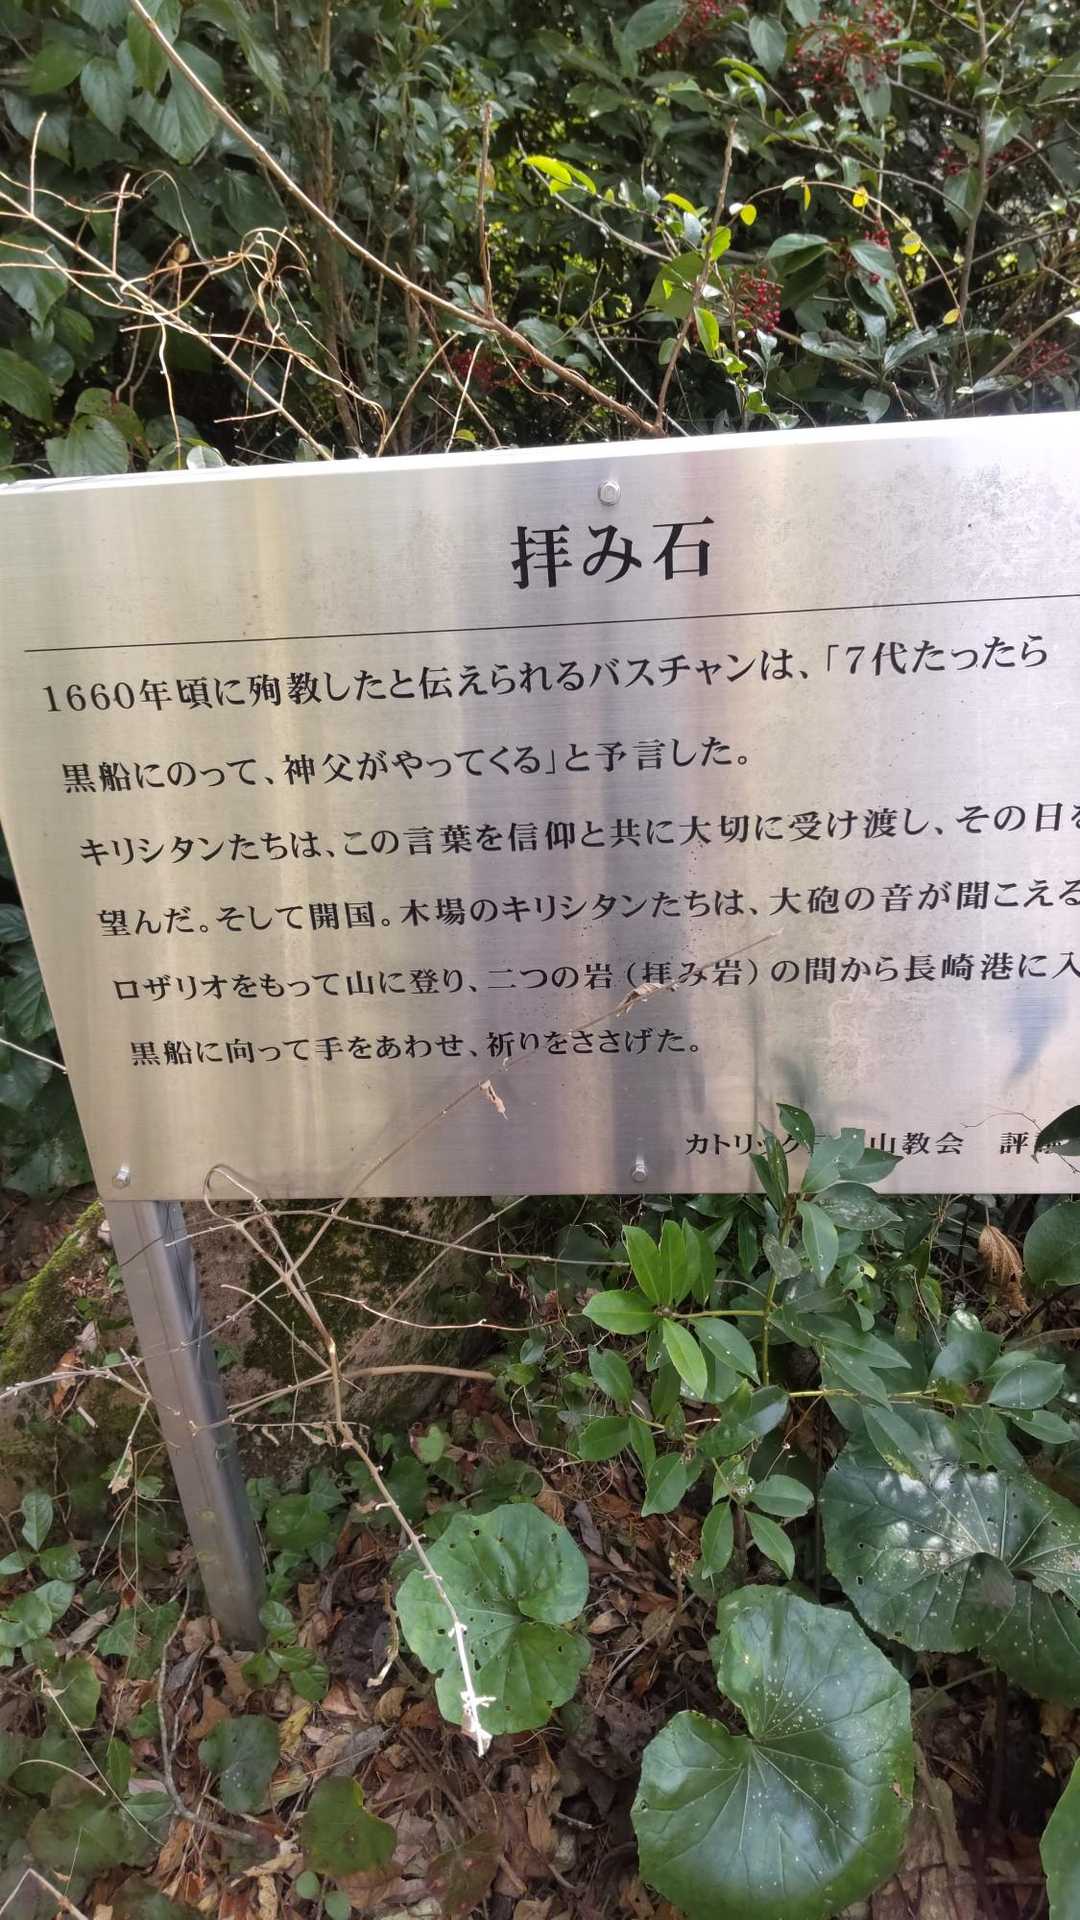 拝み石
1660年頃に殉教したと伝えられるバスチャンは、「7代たったら
黒船にのって、神父がやってくる」と予言した。
キリシタンたちは、この言葉を信仰と共に大切に受け渡し、その日を
望んだ。そして開国。木場のキリシタンたちは、大砲の音が聞こえる
ロザリオをもって山に登り、二つの岩（拝み岩）の間から長崎港に入
黒船に向って手をあわせ、祈りをささげた。
カトリック 山教会 評